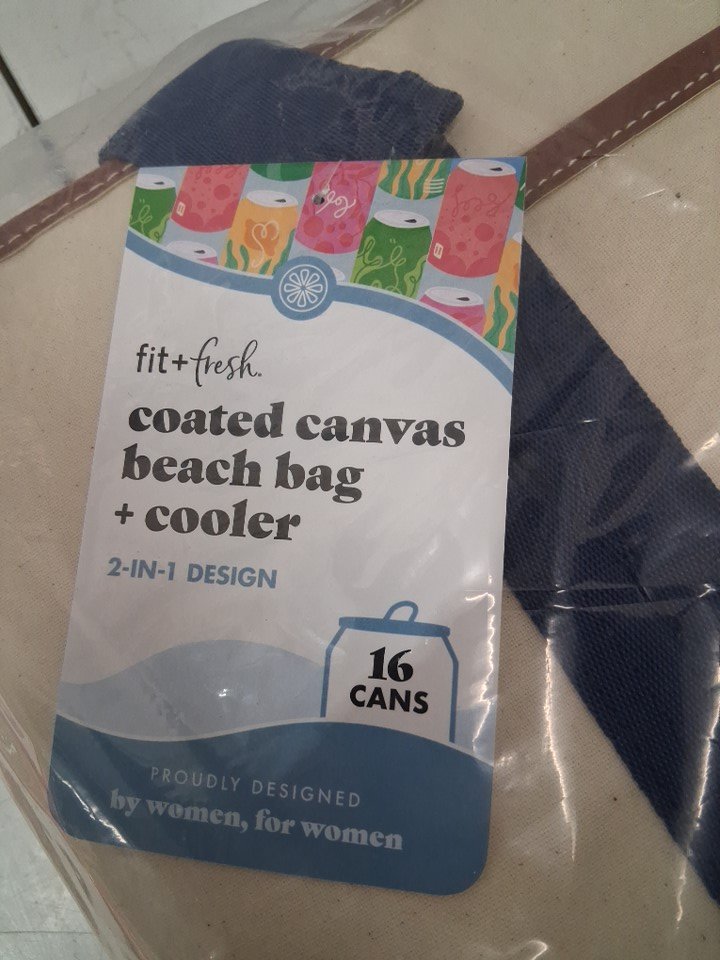 fit+fresh.
coated canvas
beach bag
+ cooler
2-IN-1 DESIGN
16
CANS
PROUDLY DESIGNED
by women, for women